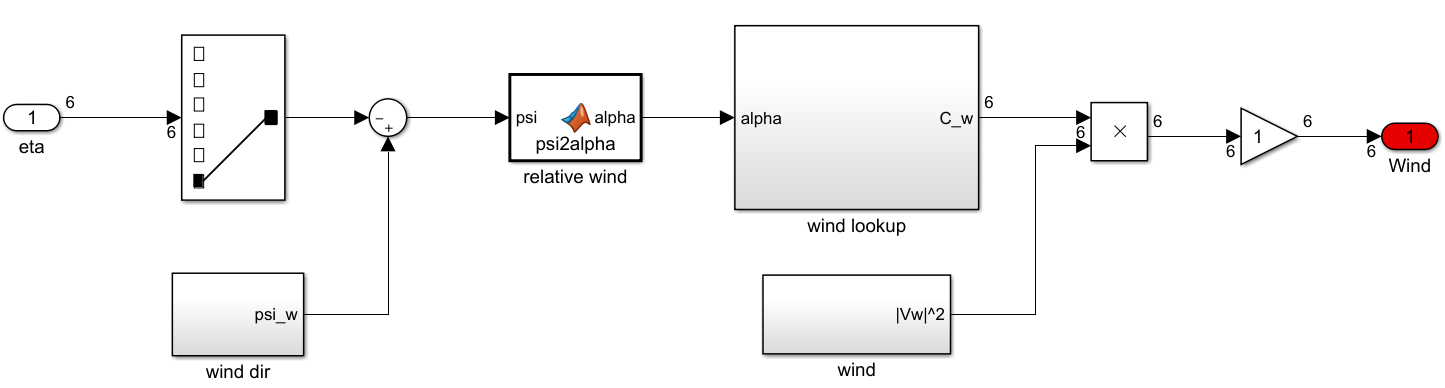 6
1
6
eta
−
+
psi
alpha
psi2alpha
relative wind
alpha
C_w
wind lookup
6
6
×
6
1
6
6
6
1
Wind
psi_w
wind dir
|Vw|^2
wind